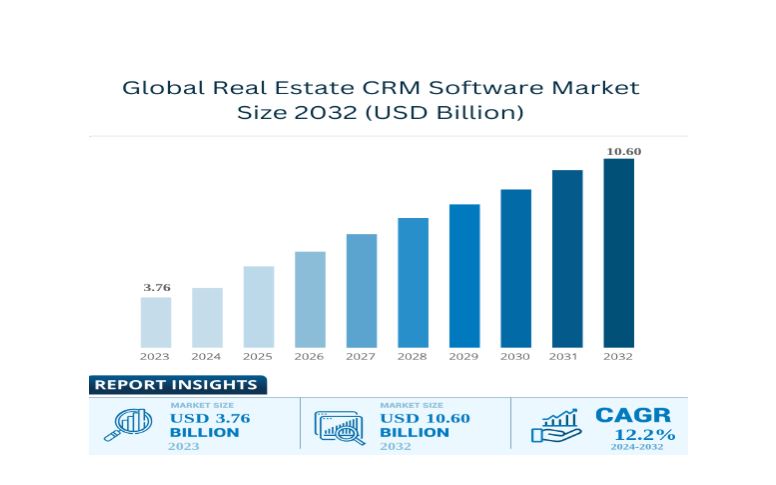 Global Real Estate CRM Software Market
Size 2032 (USD Billion)
10.60
3.76
2023 2024 2025 2026 2027 2028 2029 2030 2031 2032
REPORT INSIGHTS
MARKET SIZE
USD 3.76
BILLION
2023
MARKET SIZE
USD 10.60
BILLION
2032
CAGR
12.2%
2024-2032